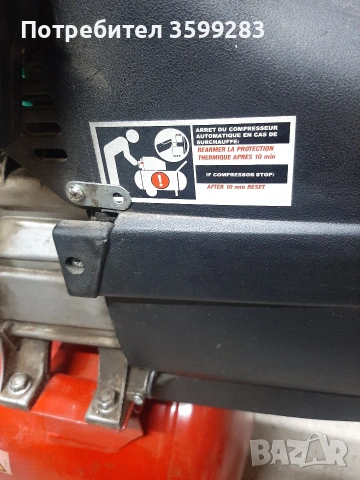 Потребител 3599283
ARRET DU COMPRESSEUR
AUTOMATIQUE EN CAS DE
SURCHAUFFE:
REARMER LA PROTECTION
THERMIQUE APRES 10 min
IF COMPRESSOR STOP:
AFTER 10 min RESET
BAZAR